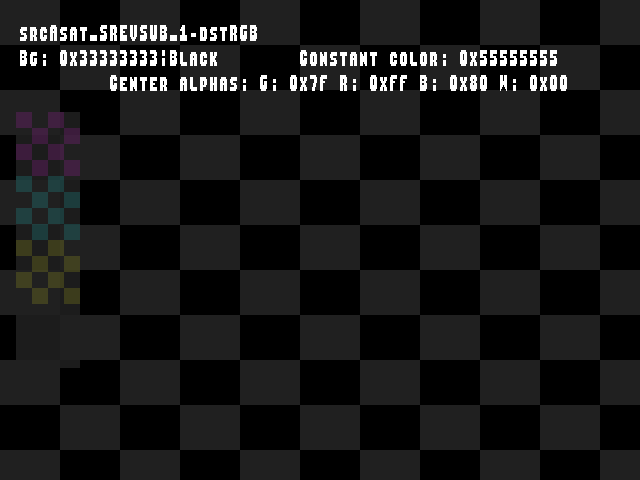 srcAsat_SREVSUB_1-dstRGB
Bg: 0x33333333;Black Constant color: 0x55555555
Center alphas: G: 0x7f R: 0xff B: 0x80 W: 0x00